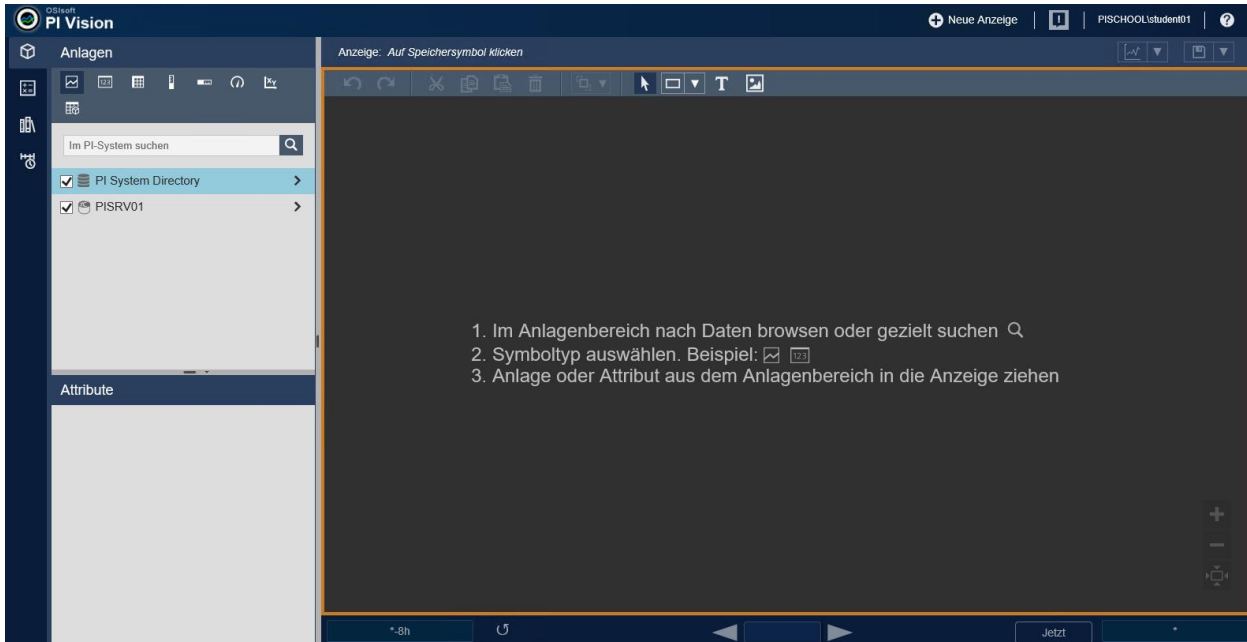 OSIsoft
PI Vision
Neue Anzeige
PISCHOOL\student01
Anlagen
Anzeige: Auf Speichersymbol klicken
Im PI-System suchen
PI System Directory
PISRV01
1. Im Anlagenbereich nach Daten browsen oder gezielt suchen
2. Symboltyp auswählen. Beispiel: 123
3. Anlage oder Attribut aus dem Anlagenbereich in die Anzeige ziehen
Attribute
*-8h
Jetzt
*